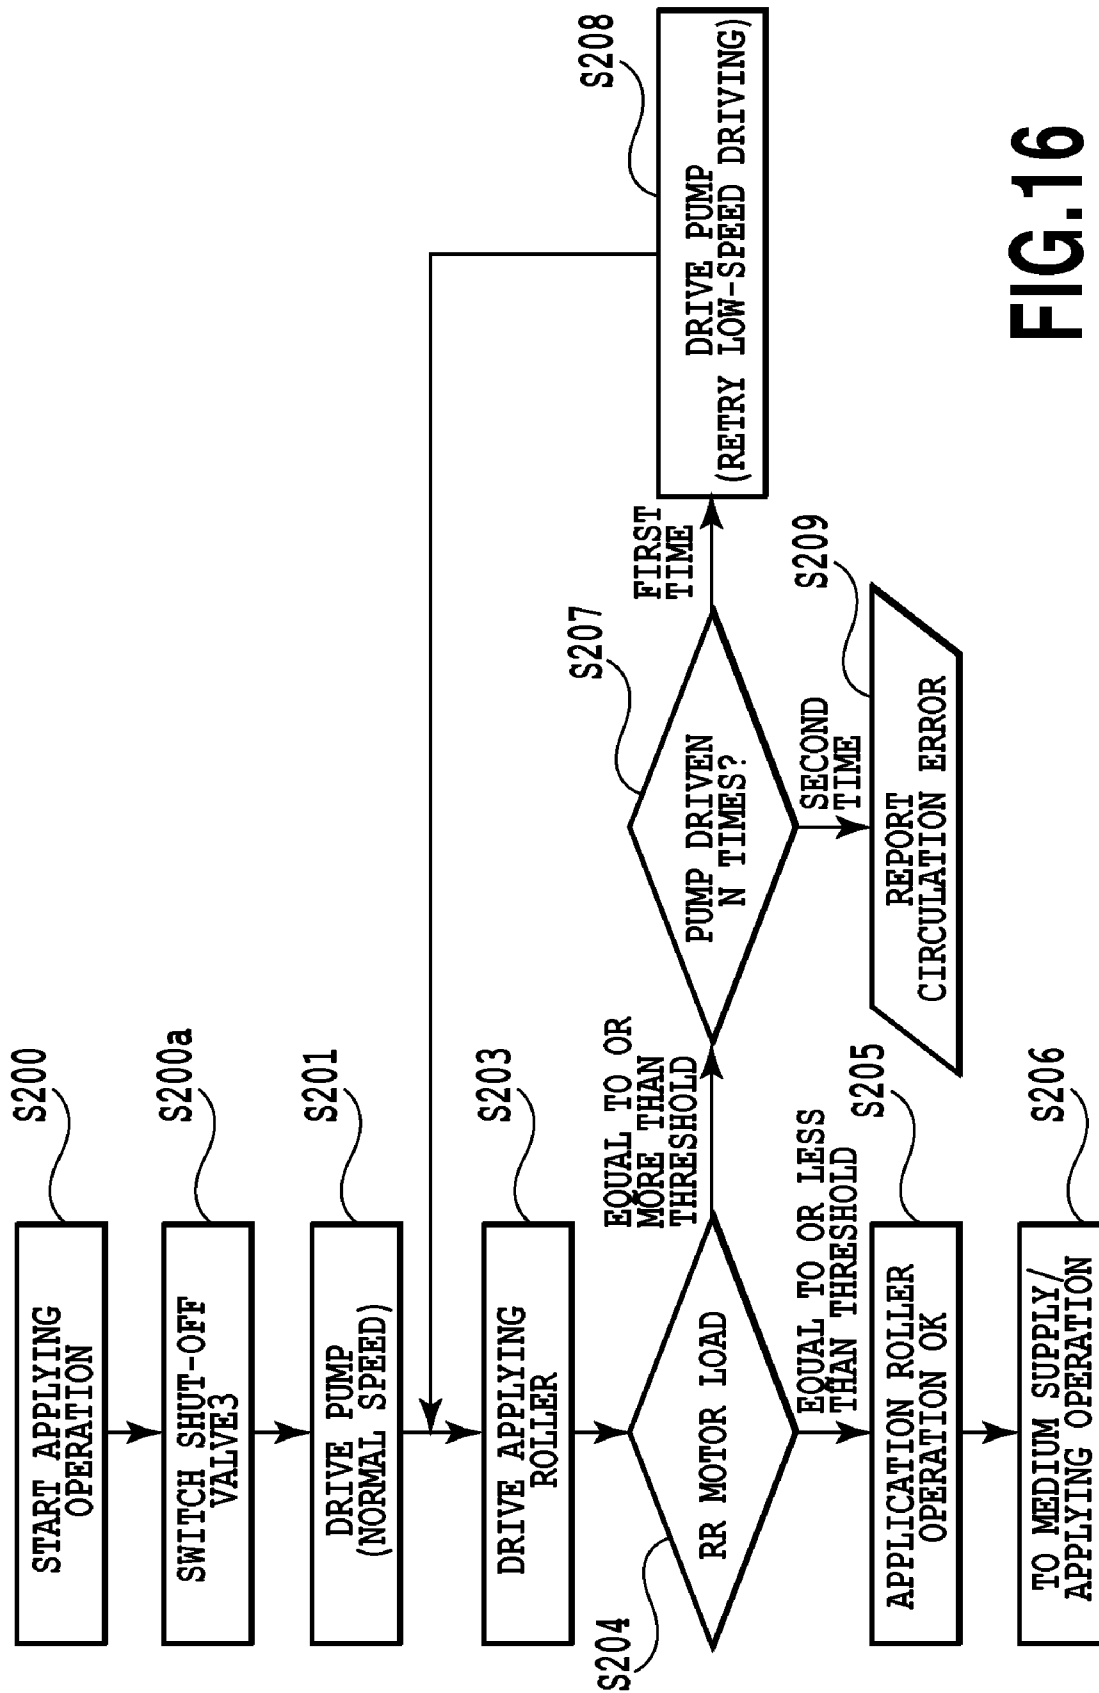 START APPLYING
OPERATION
S200
SWITCH SHUT-OFF
VALVE3
S200a
DRIVE PUMP
(NORMAL SPEED)
S201
DRIVE APPLYING
ROLLER
S203
RR MOTOR LOAD
S204
EQUAL TO OR
MORE THAN
THRESHOLD
EQUAL TO OR LESS
THAN THRESHOLD
APPLICATION ROLLER
OPERATION OK
S205
TO MEDIUM SUPPLY/
APPLYING OPERATION
S206
PUMP DRIVEN
N TIMES?
S207
FIRST
TIME
SECOND
TIME
DRIVE PUMP
(RETRY LOW-SPEED DRIVING)
S208
REPORT
CIRCULATION ERROR
S209
FIG.16